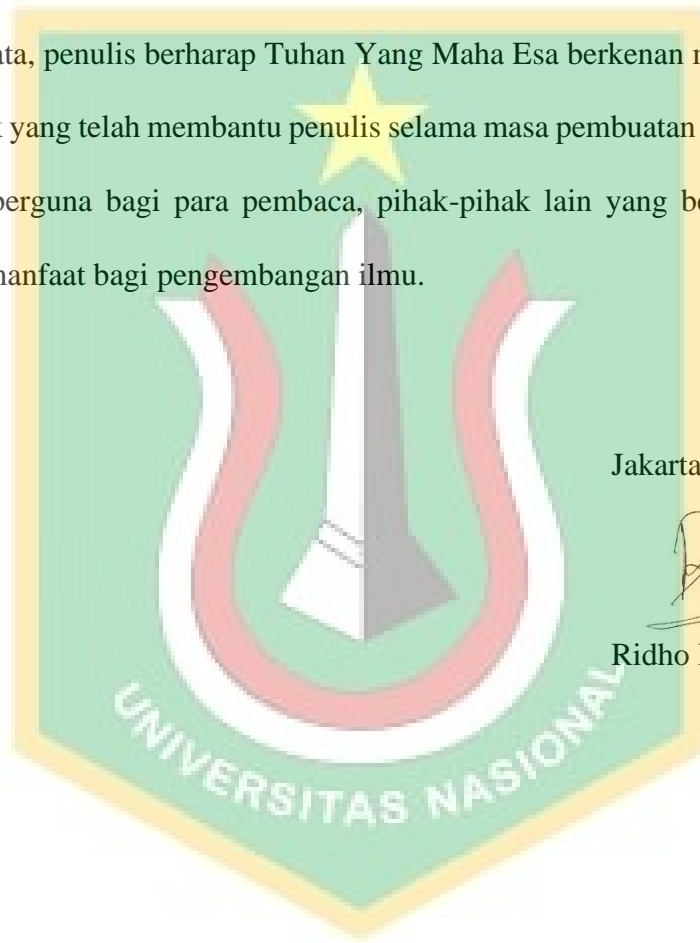 ata, penulis berharap Tuhan Yang Maha Esa berkenan
yang telah membantu penulis selama masa pembuatan
berguna bagi para pembaca, pihak-pihak lain yang
manfaat bagi pengembangan ilmu.
Jakarta
Ridho
UNIVERSITAS NASIONAL